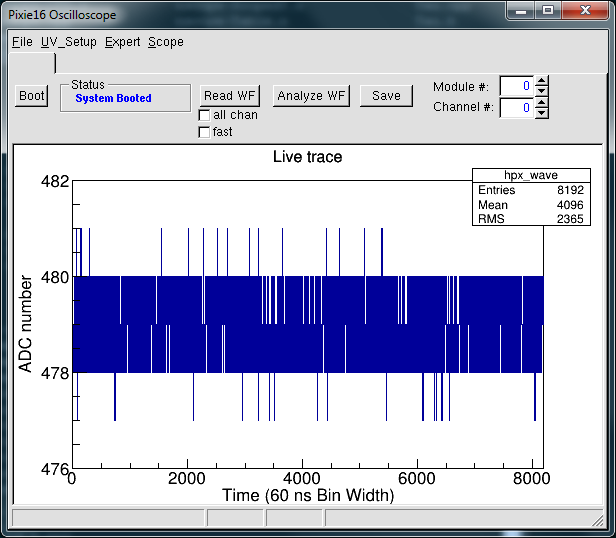 Pixie16 Oscilloscope
File UV_Setup Expert Scope
Status
Boot System Booted Read WF Analyze WF Save
Module #: 0
Channel #: 0
all chan
fast
Live trace
hpx_wave
Entries 8192
Mean 4096
RMS 2365
482
480
478
476
ADC number
0 2000 4000 6000 8000
Time (60 ns Bin Width)